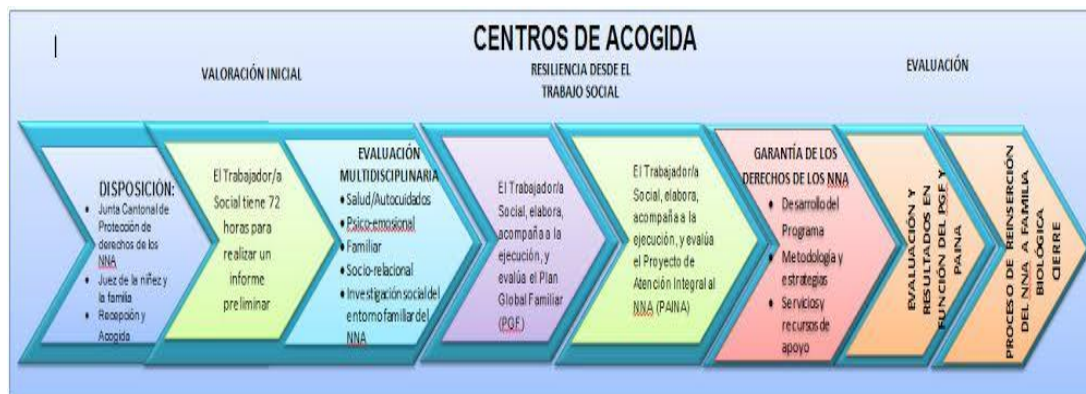 CENTROS DE ACOGIDA
VALORACIÓN INICIAL
RESILIENCIA DESDE EL
TRABAJO SOCIAL
EVALUACIÓN
DISPOSICIÓN:
• Junta Cantonal de
Protección de
derechos de los
NNA
• Juez de la niñez y
la familia
• Recepción y
Acogida
El Trabajador/a
Social tiene 72
horas para
realizar un
informe
preliminar
EVALUACIÓN
MULTIDISCIPLINARIA
• Salud/Autocuidados
• Psico-emosional
• Familiar
• Socio-relacional
• Investigación social del
entorno familiar del
NNA
El Trabajador/a
Social, elabora,
acompaña a la
ejecución, y
evalúa el Plan
Global Familiar
(PGF)
El Trabajador/a
Social, elabora,
acompaña a la
ejecución, y evalúa
el Proyecto de
Atención Integral al
NNA (PAINA)
GARANTÍA DE LOS
DERECHOS DE LOS NNA
• Desarrollo del
Programa
• Metodología y
estrategias
• Servicios y
recursos de
apoyo
EVALUACIÓN Y
RESULTADOS EN
FUNCIÓN DEL PGF Y
PAINA
PROCESO DE REINSERCIÓN
DEL NNA A FAMILIA
BIOLÓGICA
CIERRE